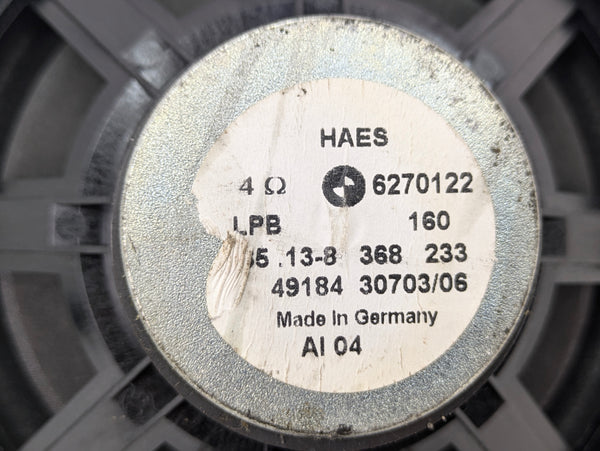 HAES
4 Ω 6270122
LPB 160
.13-8 368 233
49184 30703/06
Made In Germany
AI 04